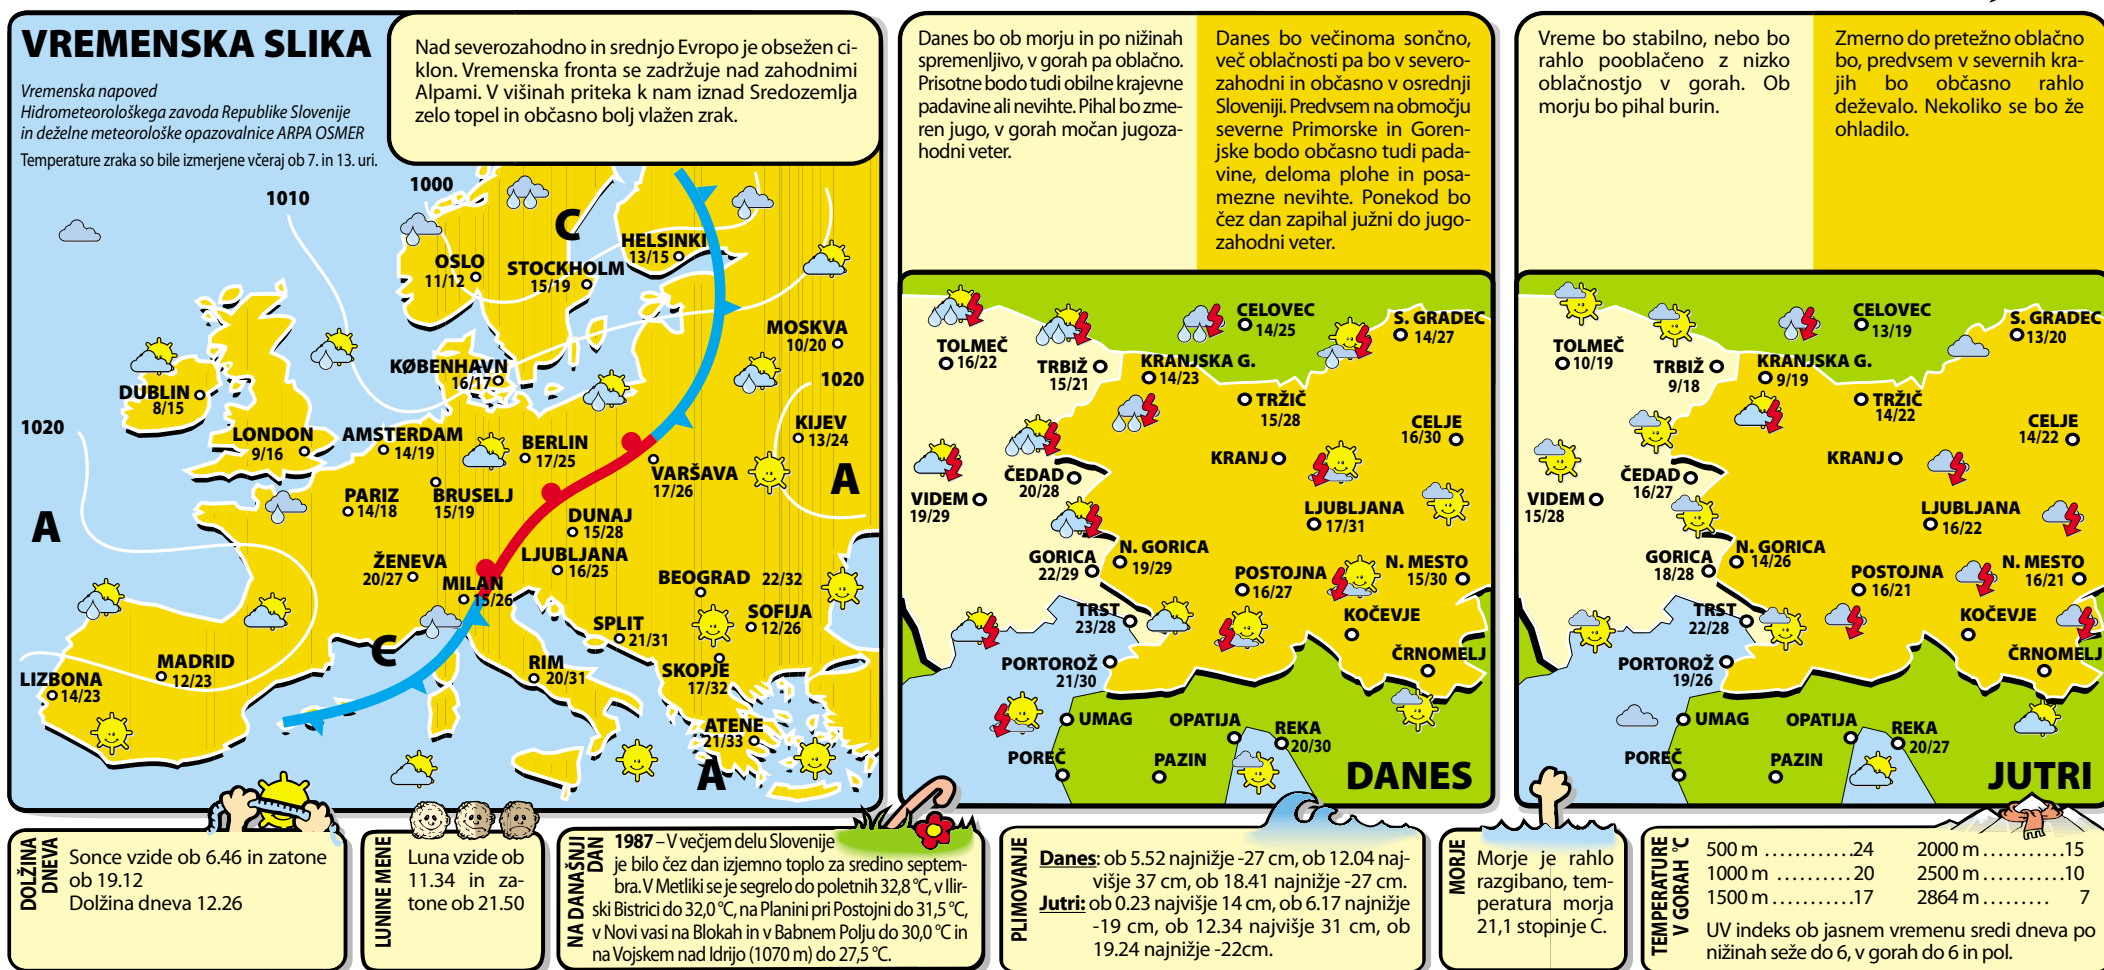 VREMENSKA SLIKA
Vremenska napoved
Hidrometeorološkega zavoda Republike Slovenije
in deželne meteorološke opazovalnice ARPA OSMER
Temperature zraka so bile izmerjene včeraj ob 7. in 13. uri.
Nad severozahodno in srednjo Evropo je obsežen ci-
klon. Vremenska fronta se zadržuje nad zahodnimi
Alpami. V višinah priteka k nam iznad Sredozemlja
zelo topel in občasno bolj vlažen zrak.
1000
1010
C
HELSINKI
13/15
OSLO
11/12
STOCKHOLM
15/19
MOSKVA
10/20
KØBENHAVN
16/17
1020
DUBLIN
8/15
1020
KIJEV
13/24
LONDON
9/16
AMSTERDAM
14/19
BERLIN
17/25
VARŠAVA
17/26
A
PARIZ
14/18
BRUSELJ
15/19
A
DUNAJ
15/28
ŽENEVA
20/27
LJUBLJANA
16/25
MILAN
15/26
BEOGRAD 22/32
SOFIJA
12/26
SPLIT
21/31
C
MADRID
12/23
RIM
20/31
SKOPJE
17/32
LIZBONA
14/23
ATENE
21/33
A
Danes bo ob morju in po nižinah
spremenljivo, v gorah pa oblačno.
Prisotne bodo tudi obilne krajevne
padavine ali nevihte. Pihal bo zme-
ren jugo, v gorah močan jugoza-
hodni veter.
Danes bo večinoma sončno,
več oblačnosti pa bo v severo-
zahodni in občasno v osrednji
Sloveniji. Predvsem na območju
severne Primorske in Goren-
jske bodo občasno tudi pada-
vine, deloma plohe in posa-
mezne nevihte. Ponekod bo
čez dan zapihal južni do jugo-
zahodni veter.
CELOVEC
14/25
S. GRADEC
14/27
TOLMEČ
16/22
TRBIŽ
15/21
KRANJSKA G.
14/23
TRŽIČ
15/28
CELJE
16/30
KRANJ
ČEDAD
20/28
VIDEM
19/29
LJUBLJANA
17/31
GORICA
22/29
N. GORICA
19/29
POSTOJNA
16/27
N. MESTO
15/30
TRST
23/28
KOČEVJE
PORTOROŽ
21/30
ČRNOMELJ
UMAG
OPATIJA
REKA
20/30
POREČ
PAZIN
DANES
Vreme bo stabilno, nebo bo
rahlo pooblačeno z nizko
oblačnostjo v gorah. Ob
morju bo pihal burin.
Zmerno do pretežno oblačno
bo, predvsem v severnih kra-
jih bo občasno rahlo
deževalo. Nekoliko se bo že
ohladilo.
CELOVEC
13/19
S. GRADEC
13/20
TOLMEČ
10/19
TRBIŽ
9/18
KRANJSKA G.
9/19
TRŽIČ
14/22
CELJE
14/22
KRANJ
ČEDAD
16/27
VIDEM
15/28
LJUBLJANA
16/22
GORICA
18/28
N. GORICA
14/26
POSTOJNA
16/21
N. MESTO
16/21
TRST
22/28
KOČEVJE
PORTOROŽ
19/26
ČRNOMELJ
UMAG
OPATIJA
REKA
20/27
POREČ
PAZIN
JUTRI
DOLŽINA
DNEVA
Sonce vzide ob 6.46 in zatone
ob 19.12
Dolžina dneva 12.26
LUNINE MENE
Luna vzide ob
11.34 in za-
tone ob 21.50
NA DANAŠNJI
DAN
1987 – V večjem delu Slovenije
je bilo čez dan izjemno toplo za sredino septem-
bra. V Metliki se je segrelo do poletnih 32,8 °C, v Ilir-
ski Bistrici do 32,0 °C, na Planini pri Postojni do 31,5 °C,
v Novi vasi na Blokah in v Babnem Polju do 30,0 °C in
na Vojskem nad Idrijo (1070 m) do 27,5 °C.
PLIMOVANJE
Danes: ob 5.52 najnižje -27 cm, ob 12.04 naj-
višje 37 cm, ob 18.41 najnižje -27 cm.
Jutri: ob 0.23 najvišje 14 cm, ob 6.17 najnižje
-19 cm, ob 12.34 najvišje 31 cm, ob
19.24 najnižje -22cm.
MORJE
Morje je rahlo
razgibano, tem-
peratura morja
21,1 stopinje C.
TEMPERATURE
V GORAH °C
500 m ............24
1000 m ..........20
1500 m..........17
2000 m...........15
2500 m...........10
2864 m......... 7
UV indeks ob jasnem vremenu sredi dneva po
nižinah seže do 6, v gorah do 6 in pol.